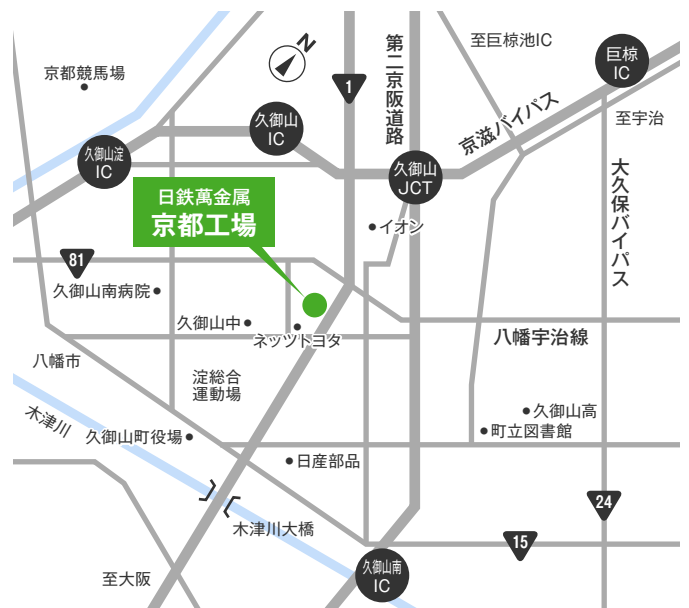 N
至巨椋池IC
巨椋
IC
京都競馬場
1
第二京阪道路
久御山
IC
京滋バイパス
至宇治
久御山淀
IC
久御山
JCT
大久保バイパス
日鉄萬金属
京都工場
イオン
81
久御山南病院
久御山中
ネッツトヨタ
八幡宇治線
八幡市
淀総合
運動場
木津川
久御山町役場
久御山高
町立図書館
日産部品
24
木津川大橋
15
久御山南
IC
至大阪